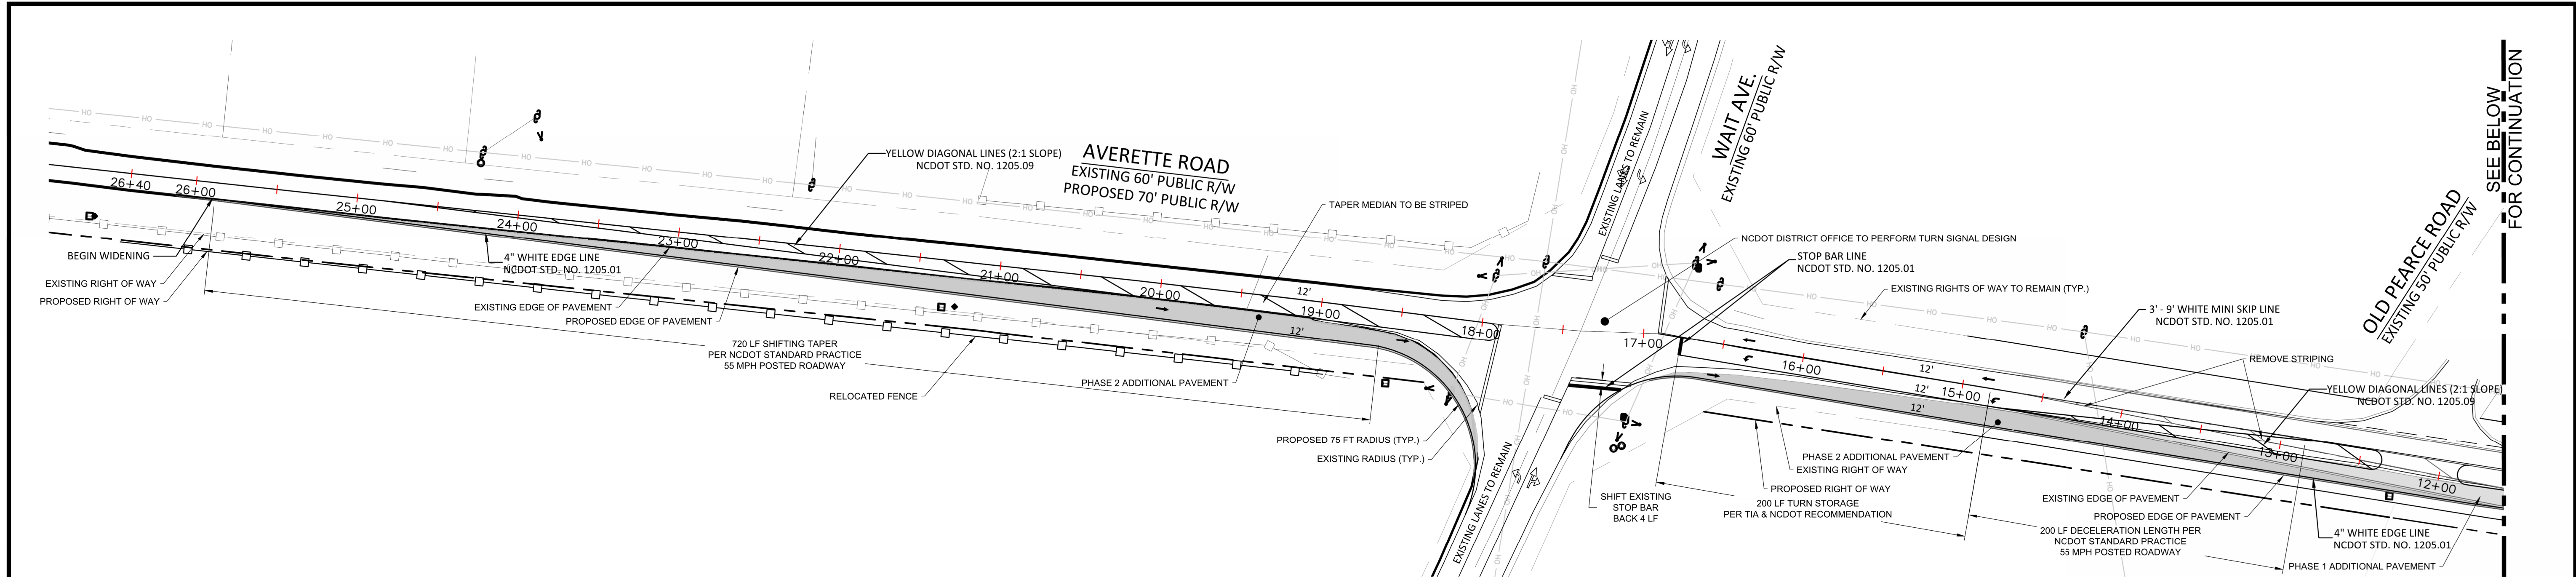 AVERETTE ROAD
EXISTING 60' PUBLIC R/W
PROPOSED 70' PUBLIC R/W
WAIT AVE.
EXISTING 60' PUBLIC R/W
OLD PEARCE ROAD
EXISTING 50' PUBLIC R/W
SEE BELOW
FOR CONTINUATION
YELLOW DIAGONAL LINES (2:1 SLOPE)
NCDOT STD. NO. 1205.09
TAPER MEDIAN TO BE STRIPED
EXISTING LANES TO REMAIN
NCDOT DISTRICT OFFICE TO PERFORM TURN SIGNAL DESIGN
STOP BAR LINE
NCDOT STD. NO. 1205.01
EXISTING RIGHTS OF WAY TO REMAIN (TYP.)
3' - 9' WHITE MINI SKIP LINE
NCDOT STD. NO. 1205.01
REMOVE STRIPING
YELLOW DIAGONAL LINES (2:1 SLOPE)
NCDOT STD. NO. 1205.09
26+40
26+00
25+00
24+00
23+00
22+00
21+00
20+00
19+00
18+00
17+00
16+00
15+00
14+00
13+00
12+00
12'
12'
12'
12'
12'
BEGIN WIDENING
EXISTING RIGHT OF WAY
PROPOSED RIGHT OF WAY
4" WHITE EDGE LINE
NCDOT STD. NO. 1205.01
EXISTING EDGE OF PAVEMENT
PROPOSED EDGE OF PAVEMENT
720 LF SHIFTING TAPER
PER NCDOT STANDARD PRACTICE
55 MPH POSTED ROADWAY
RELOCATED FENCE
PHASE 2 ADDITIONAL PAVEMENT
PROPOSED 75 FT RADIUS (TYP.)
EXISTING RADIUS (TYP.)
EXISTING LANES TO REMAIN
SHIFT EXISTING
STOP BAR
BACK 4 LF
PHASE 2 ADDITIONAL PAVEMENT
EXISTING RIGHT OF WAY
PROPOSED RIGHT OF WAY
200 LF TURN STORAGE
PER TIA & NCDOT RECOMMENDATION
EXISTING EDGE OF PAVEMENT
PROPOSED EDGE OF PAVEMENT
200 LF DECELERATION LENGTH PER
NCDOT STANDARD PRACTICE
55 MPH POSTED ROADWAY
4" WHITE EDGE LINE
NCDOT STD. NO. 1205.01
PHASE 1 ADDITIONAL PAVEMENT